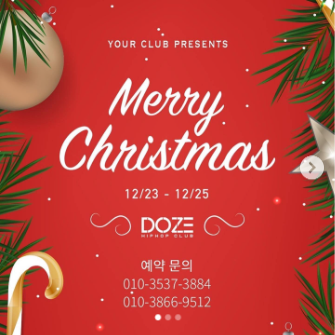 YOUR CLUB PRESENTS
Merry
Christmas
12/23 - 12/25
DOZE
HIPHOP CLUB
예약 문의
010-3537-3884
010-3866-9512